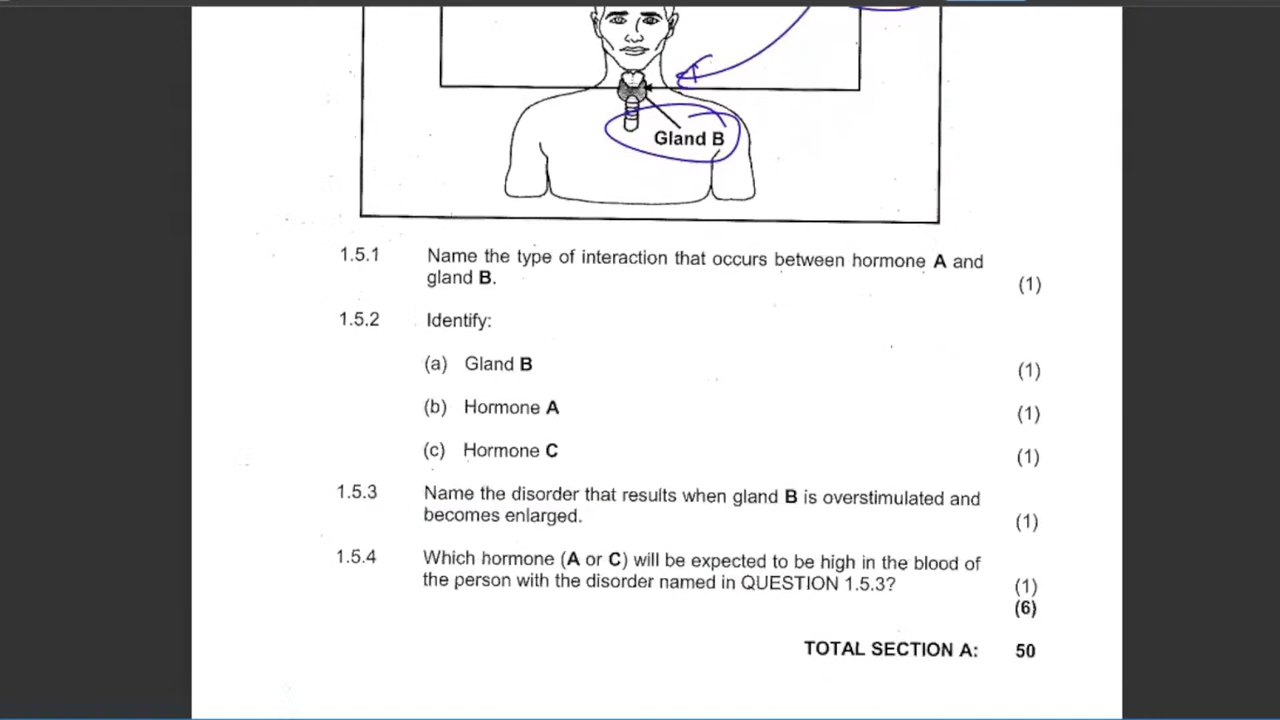 Gland B
1.5.1 Name the type of interaction that occurs between hormone A and
gland B.
(1)
1.5.2 Identify:
(a) Gland B
(1)
(b) Hormone A
(1)
(c) Hormone C
(1)
1.5.3 Name the disorder that results when gland B is overstimulated and
becomes enlarged.
(1)
1.5.4 Which hormone (A or C) will be expected to be high in the blood of
the person with the disorder named in QUESTION 1.5.3?
(1)
(6)
TOTAL SECTION A: 50